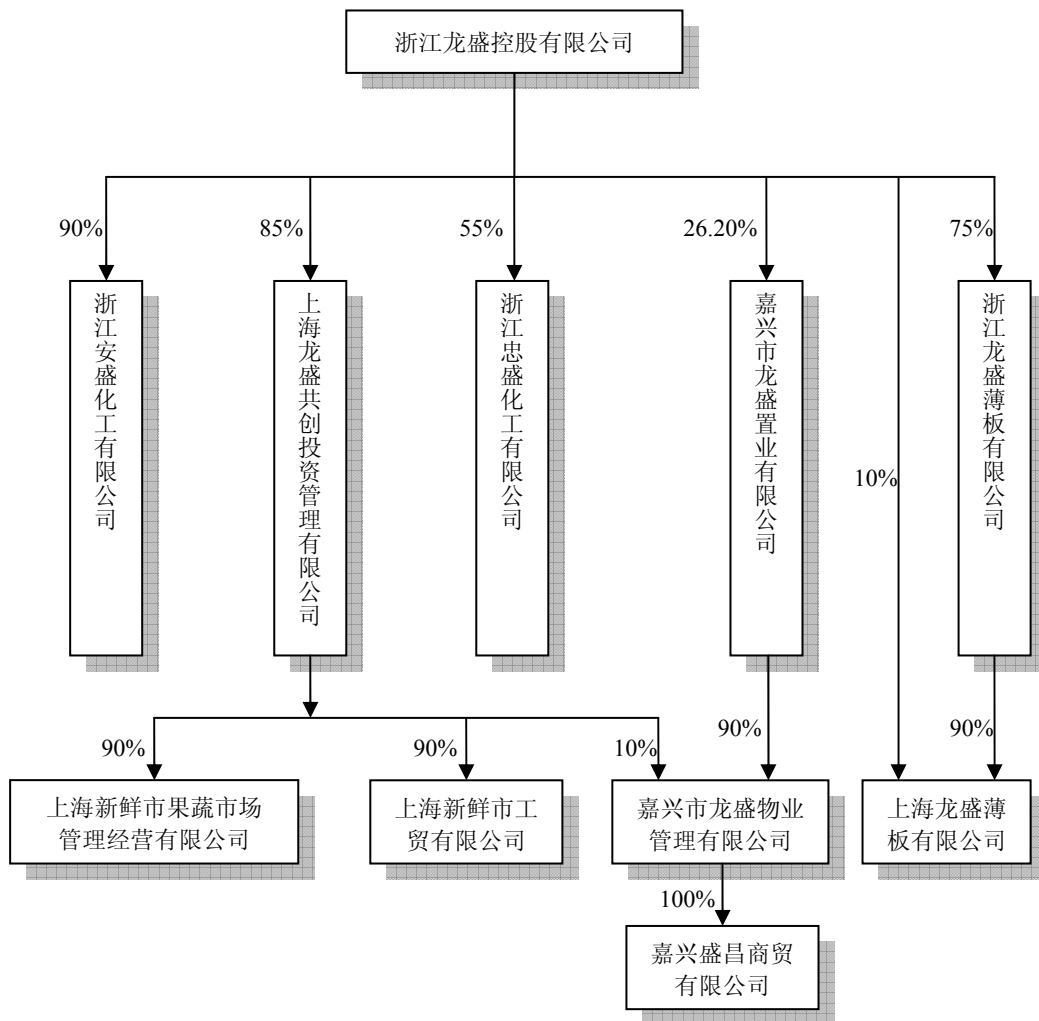 浙江龙盛控股有限公司
90%
85%
55%
26.20%
75%
浙江安盛化工有限公司
上海龙盛共创投资管理有限公司
浙江忠盛化工有限公司
嘉兴市龙盛置业有限公司
10%
浙江龙盛薄板有限公司
90%
90%
10%
90%
90%
上海新鲜市果蔬市场
管理经营有限公司
上海新鲜市工
贸有限公司
嘉兴市龙盛物业
管理有限公司
上海龙盛薄
板有限公司
100%
嘉兴盛昌商贸
有限公司